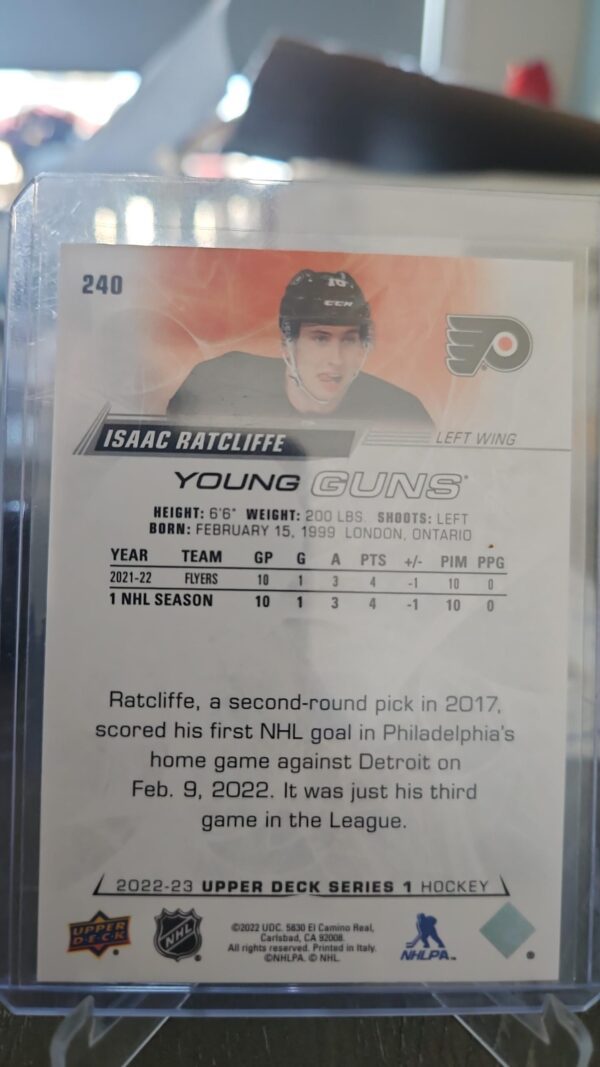 240
18
CCM
ISAAC RATCLIFFE
LEFT WING
YOUNG GUNS
HEIGHT: 6'6" WEIGHT: 200 LBS. SHOOTS: LEFT
BORN: FEBRUARY 15, 1999 LONDON, ONTARIO
YEAR TEAM GP G A PTS +/- PIM PPG
2021-22 FLYERS 10 1 3 4 -1 10 0
1 NHL SEASON 10 1 3 4 -1 10 0
Ratcliffe, a second-round pick in 2017,
scored his first NHL goal in Philadelphia's
home game against Detroit on
Feb. 9, 2022. It was just his third
game in the League.
2022-23 UPPER DECK SERIES 1 HOCKEY
UPPER DECK
NHL
©2022 UDC. 5830 El Camino Real,
Carlsbad, CA 92008.
All rights reserved. Printed in Italy.
©NHLPA. © NHL.
NHLPA™